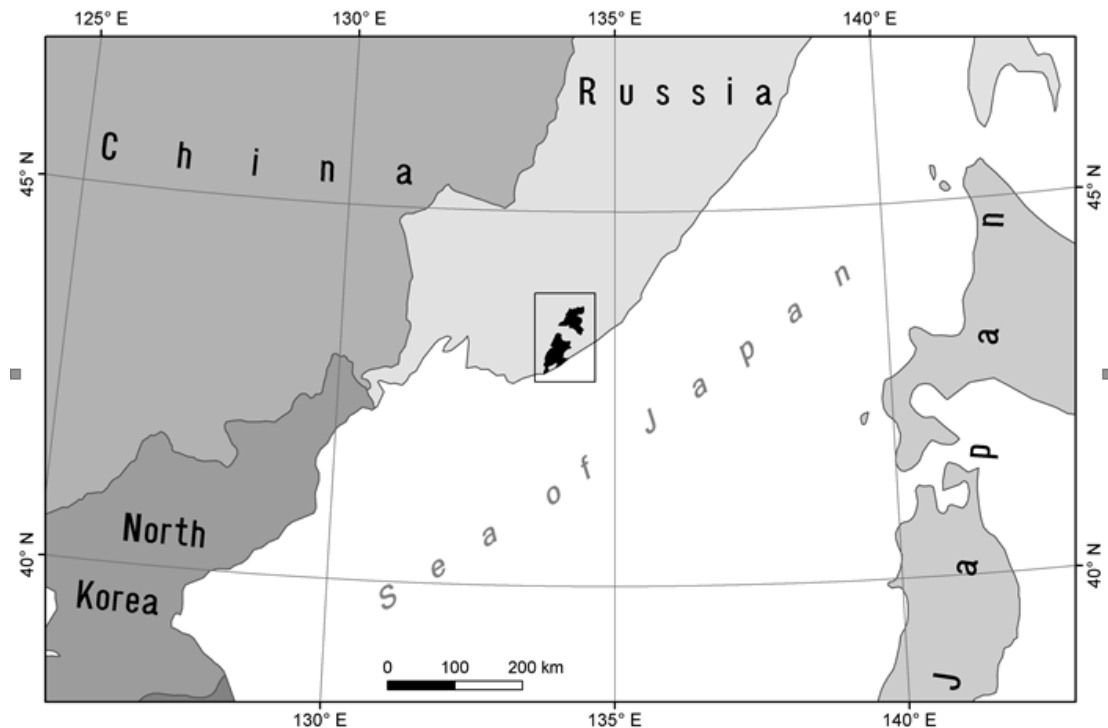 125° E 130° E 135° E 140° E
Russia
China
45° N 45° N
Japan
Sea of Japan
North
Korea
40° N 40° N
0 100 200 km
130° E 135° E 140° E